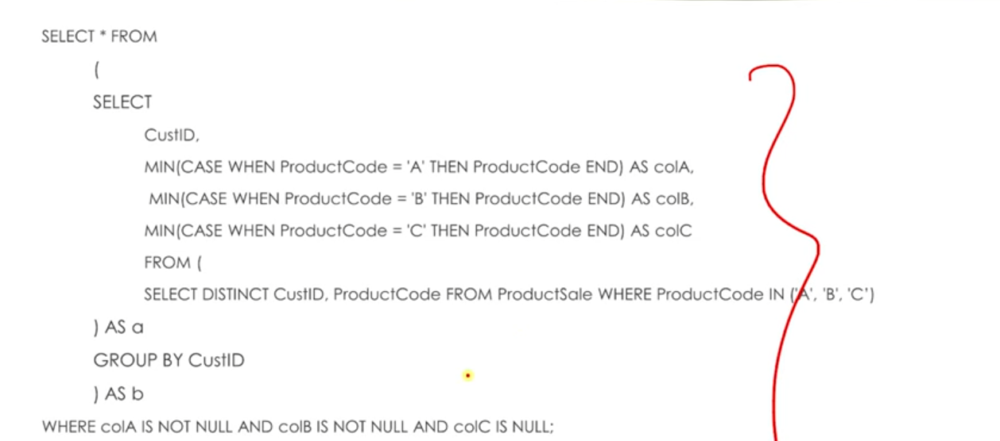 SELECT * FROM
(
SELECT
CustID,
MIN(CASE WHEN ProductCode = 'A' THEN ProductCode END) AS colA,
MIN(CASE WHEN ProductCode = 'B' THEN ProductCode END) AS colB,
MIN(CASE WHEN ProductCode = 'C' THEN ProductCode END) AS colC
FROM (
SELECT DISTINCT CustID, ProductCode FROM ProductSale WHERE ProductCode IN ('A', 'B', 'C')
) AS a
GROUP BY CustID
) AS b
WHERE colA IS NOT NULL AND colB IS NOT NULL AND colC IS NULL;